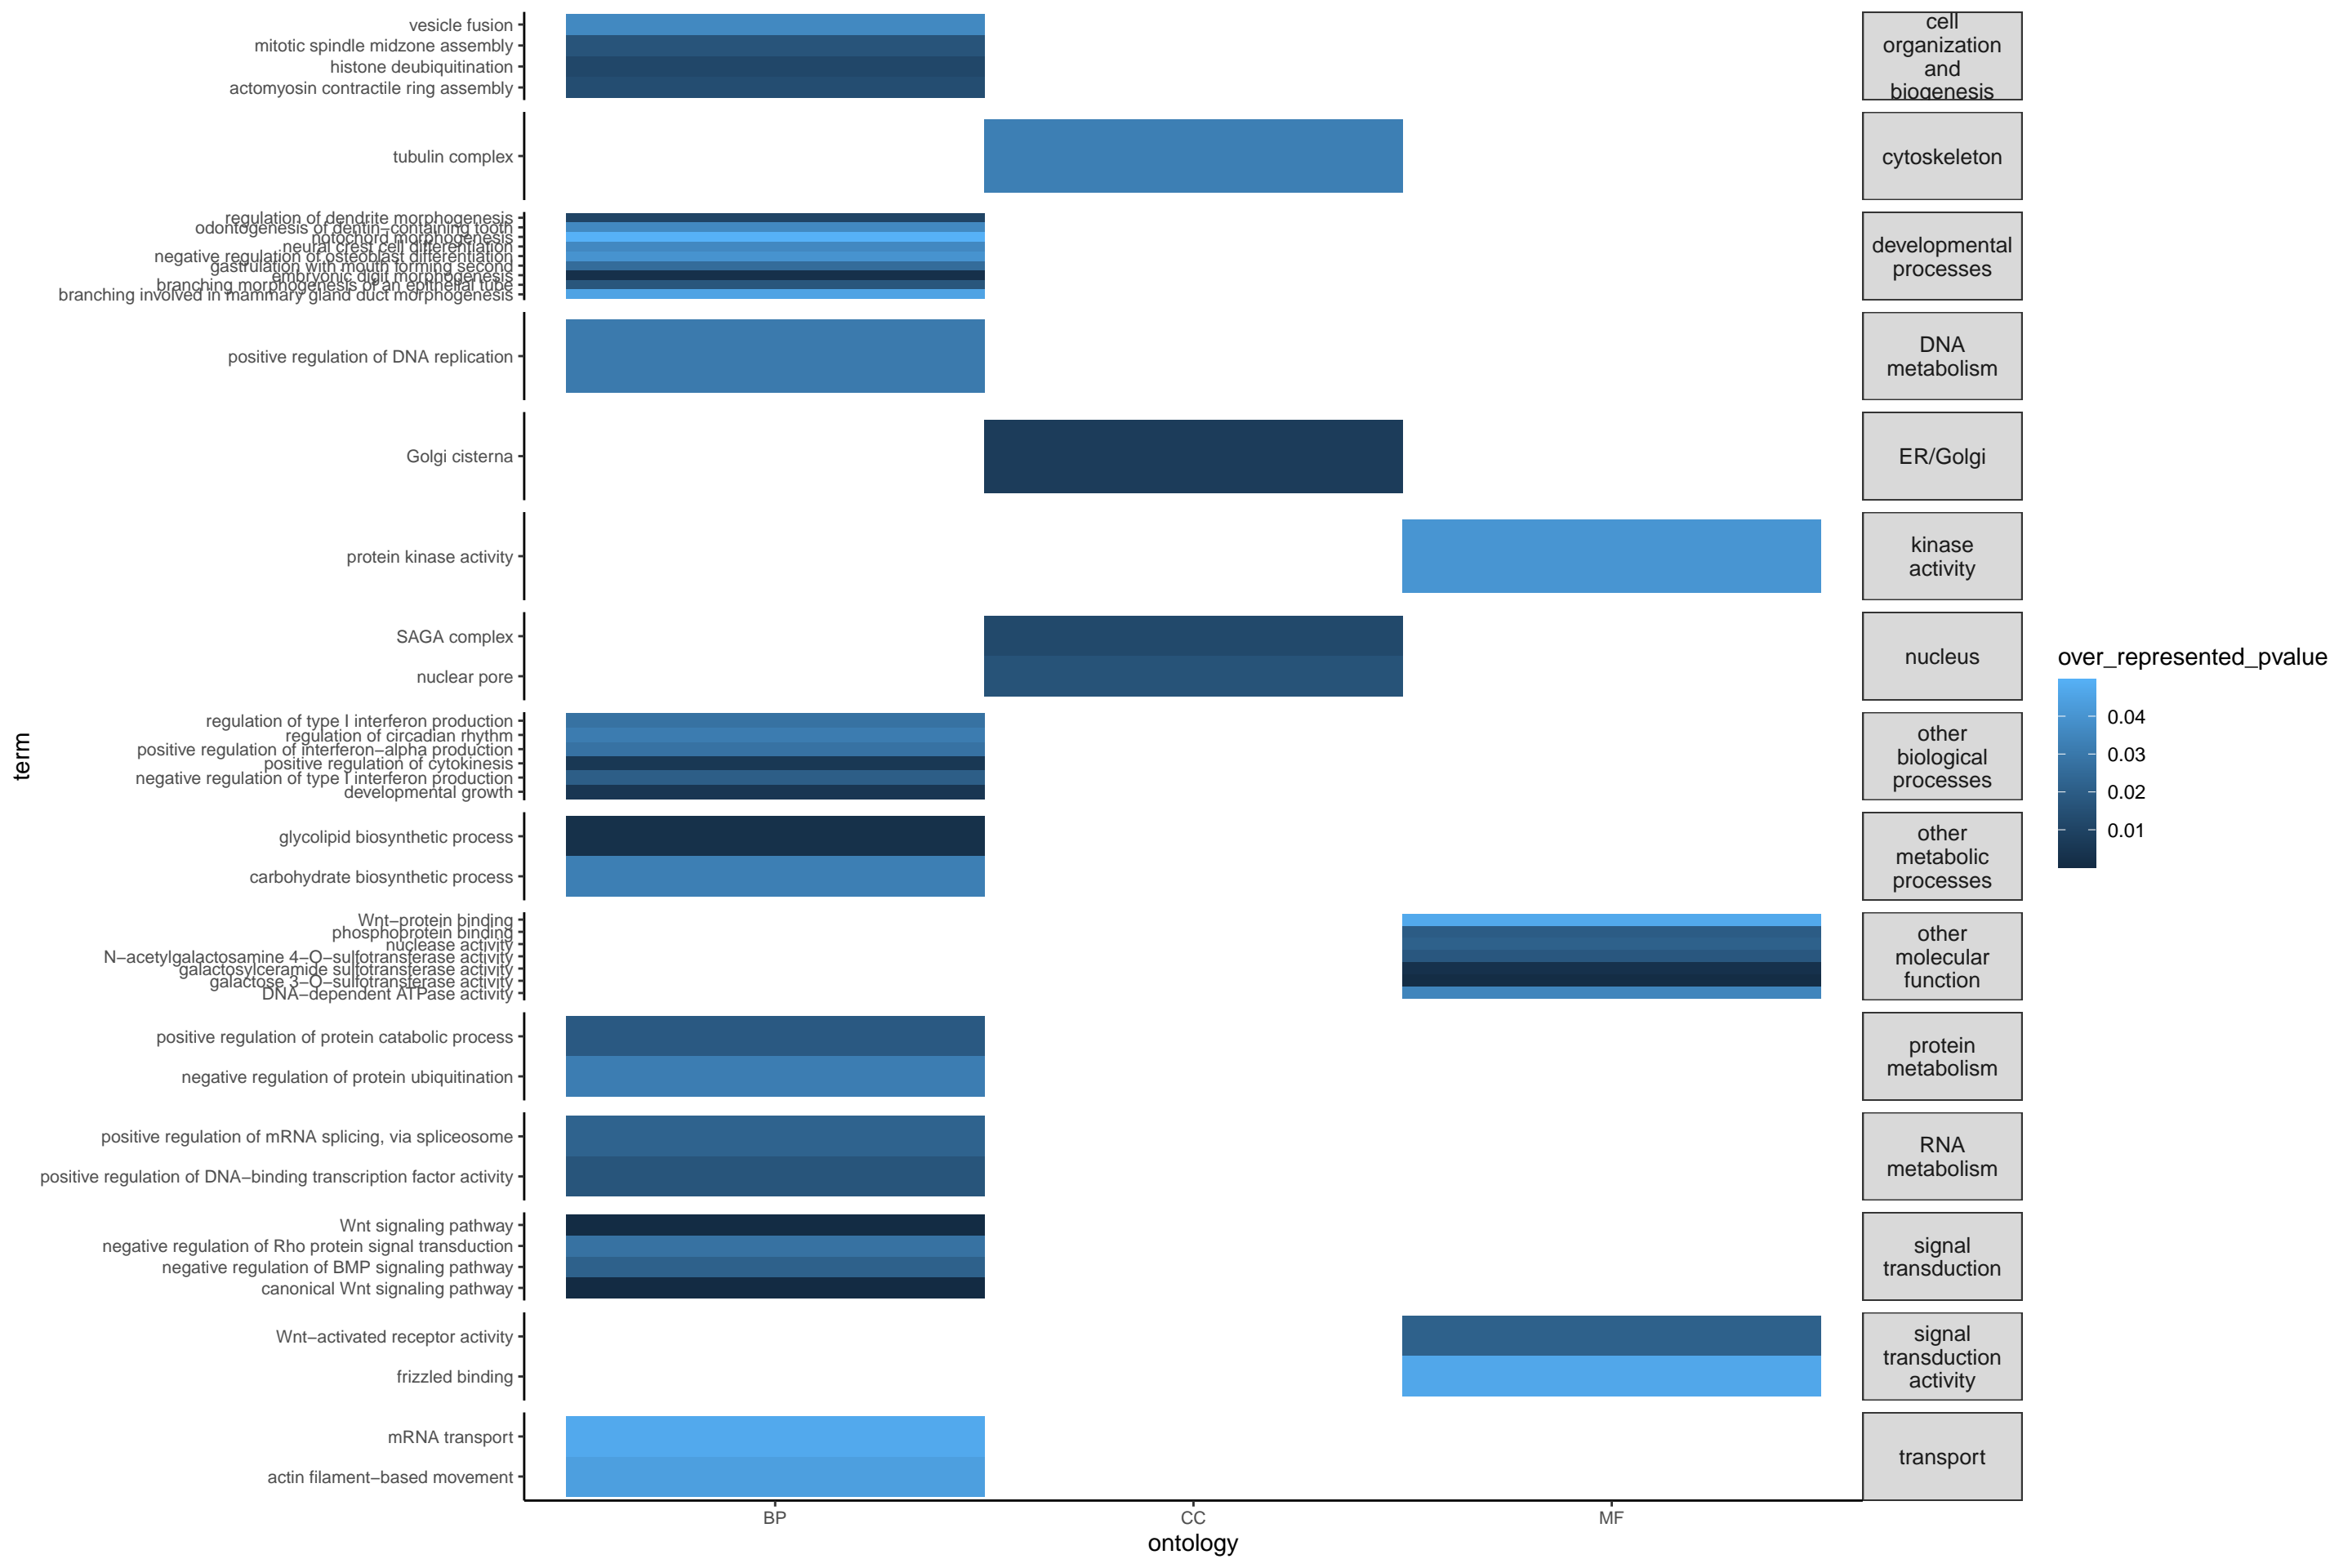 vesicle fusion
mitotic spindle midzone assembly
histone deubiquitination
actomyosin contractile ring assembly
cell
organization
and
biogenesis
tubulin complex
cytoskeleton
regulation of dendrite morphogenesis
odontogenesis of dentin−containing tooth
notochord morphogenesis
neural crest cell differentiation
negative regulation of osteoblast differentiation
gastrulation with mouth forming second
embryonic digit morphogenesis
branching morphogenesis of an epithelial tube
branching involved in mammary gland duct morphogenesis
developmental
processes
positive regulation of DNA replication
DNA
metabolism
Golgi cisterna
ER/Golgi
protein kinase activity
kinase
activity
SAGA complex
nuclear pore
nucleus
regulation of type I interferon production
regulation of circadian rhythm
positive regulation of interferon−alpha production
positive regulation of cytokinesis
negative regulation of type I interferon production
developmental growth
other
biological
processes
glycolipid biosynthetic process
carbohydrate biosynthetic process
other
metabolic
processes
Wnt−protein binding
phosphoprotein binding
nuclease activity
N−acetylgalactosamine 4−O−sulfotransferase activity
galactosylceramide sulfotransferase activity
galactose 3−O−sulfotransferase activity
DNA−dependent ATPase activity
other
molecular
function
positive regulation of protein catabolic process
negative regulation of protein ubiquitination
protein
metabolism
positive regulation of mRNA splicing, via spliceosome
positive regulation of DNA−binding transcription factor activity
RNA
metabolism
Wnt signaling pathway
negative regulation of Rho protein signal transduction
negative regulation of BMP signaling pathway
canonical Wnt signaling pathway
signal
transduction
Wnt−activated receptor activity
frizzled binding
signal
transduction
activity
mRNA transport
actin filament−based movement
transport
BP
CC
MF
ontology
term
over_represented_pvalue
0.04
0.03
0.02
0.01